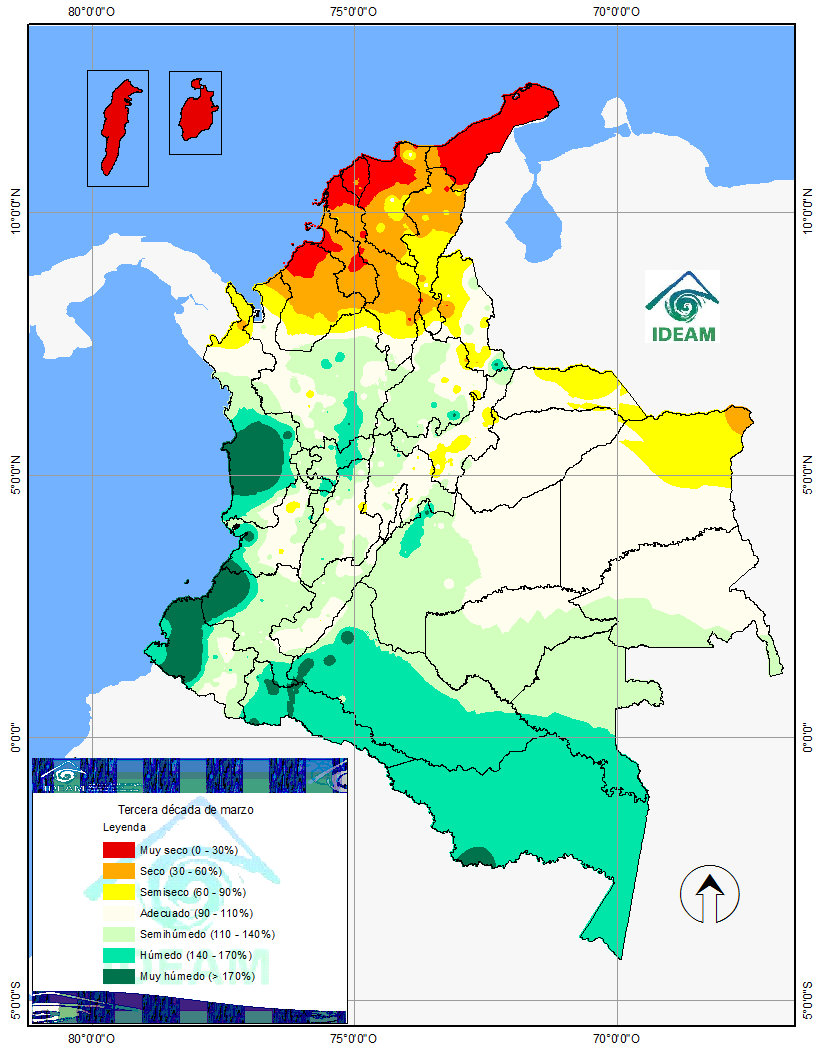 80°0'0"O 75°0'0"O 70°0'0"O
10°0'0"N 10°0'0"N
IDEAM
5°0'0"N 5°0'0"N
0°0'0" 0°0'0"
Tercera década de marzo
Leyenda
Muy seco (0 - 30%)
Seco (30 - 60%)
Semiseco (60 - 90%)
Adecuado (90 - 110%)
Semihúmedo (110 - 140%)
Húmedo (140 - 170%)
Muy húmedo (> 170%)
IDEAM
5°0'0"S 5°0'0"S
80°0'0"O 75°0'0"O 70°0'0"O